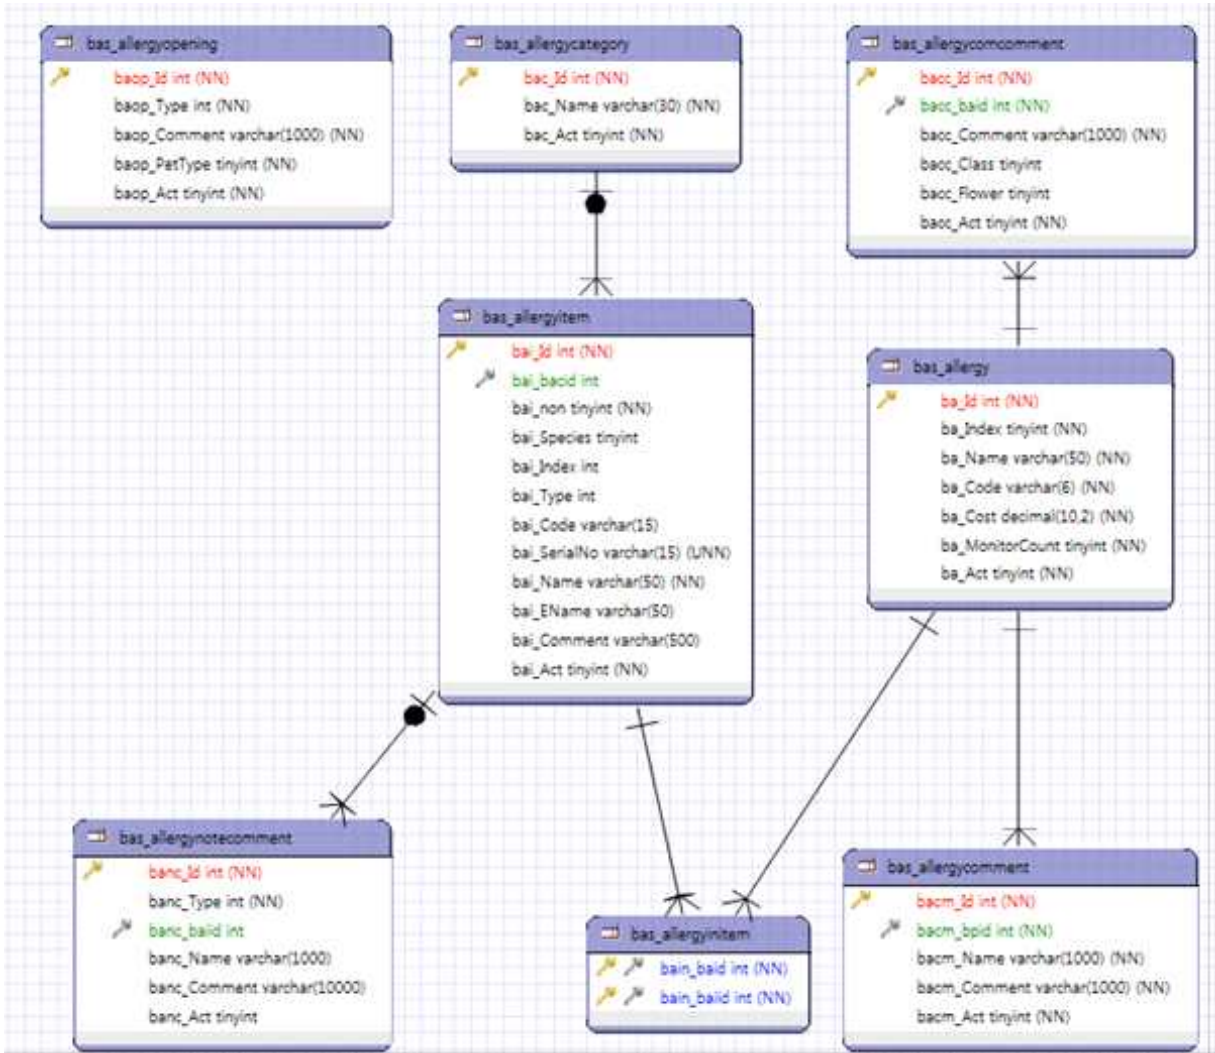 bas_allergyopening
baop_Id int (NN)
baop_Type int (NN)
baop_Comment varchar(1000) (NN)
baop_PetType tinyint (NN)
baop_Act tinyint (NN)
bas_allergycategory
bac_Id int (NN)
bac_Name varchar(30) (NN)
bac_Act tinyint (NN)
bas_allergycomcomment
bacc_Id int (NN)
bacc_baid int (NN)
bacc_Comment varchar(1000) (NN)
bacc_Class tinyint
bacc_Flower tinyint
bacc_Act tinyint (NN)
bas_allergyitem
bai_Id int (NN)
bai_bacid int
bai_non tinyint (NN)
bai_Species tinyint
bai_Index int
bai_Type int
bai_Code varchar(15)
bai_SerialNo varchar(15) (UNN)
bai_Name varchar(50) (NN)
bai_EName varchar(50)
bai_Comment varchar(500)
bai_Act tinyint (NN)
bas_allergy
ba_Id int (NN)
ba_Index tinyint (NN)
ba_Name varchar(50) (NN)
ba_Code varchar(6) (NN)
ba_Cost decimal(10,2) (NN)
ba_MonitorCount tinyint (NN)
ba_Act tinyint (NN)
bas_allergynotecomment
banc_Id int (NN)
banc_Type int (NN)
banc_baiid int
banc_Name varchar(1000)
banc_Comment varchar(10000)
banc_Act tinyint
bas_allergyinitem
bain_baid int (NN)
bain_baiid int (NN)
bas_allergycomment
bacm_Id int (NN)
bacm_bpid int (NN)
bacm_Name varchar(1000) (NN)
bacm_Comment varchar(1000) (NN)
bacm_Act tinyint (NN)